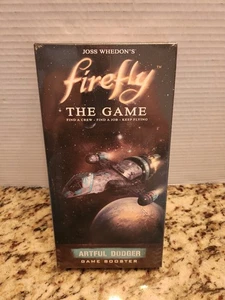 JOSS WHEDON'S
firefly
THE GAME
FIND A CREW · FIND A JOB · KEEP FLYING
ARTFUL DODGER
GAME BOOSTER